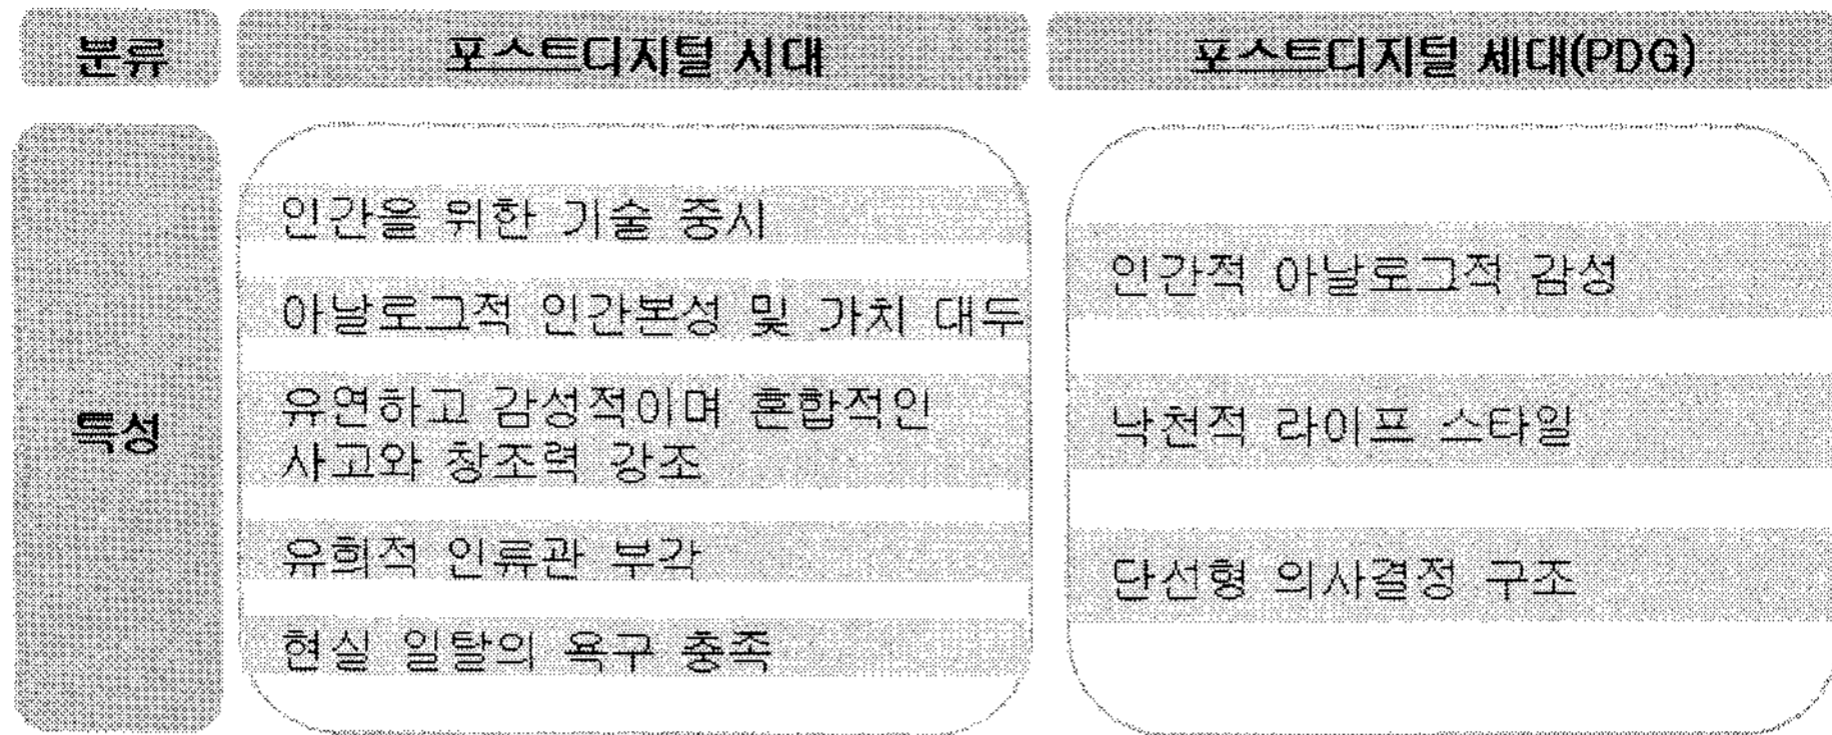 분류
포스트디지털 시대
포스트디지털 세대(PDG)
특성
인간을 위한 기술 중시
아날로그적 인간본성 및 가치 대두
유연하고 감성적이며 혼합적인
사고와 창조력 강조
유희적 인류관 부각
현실 일탈의 욕구 충족
인간적 아날로그적 감성
낙천적 라이프 스타일
단선형 의사결정 구조